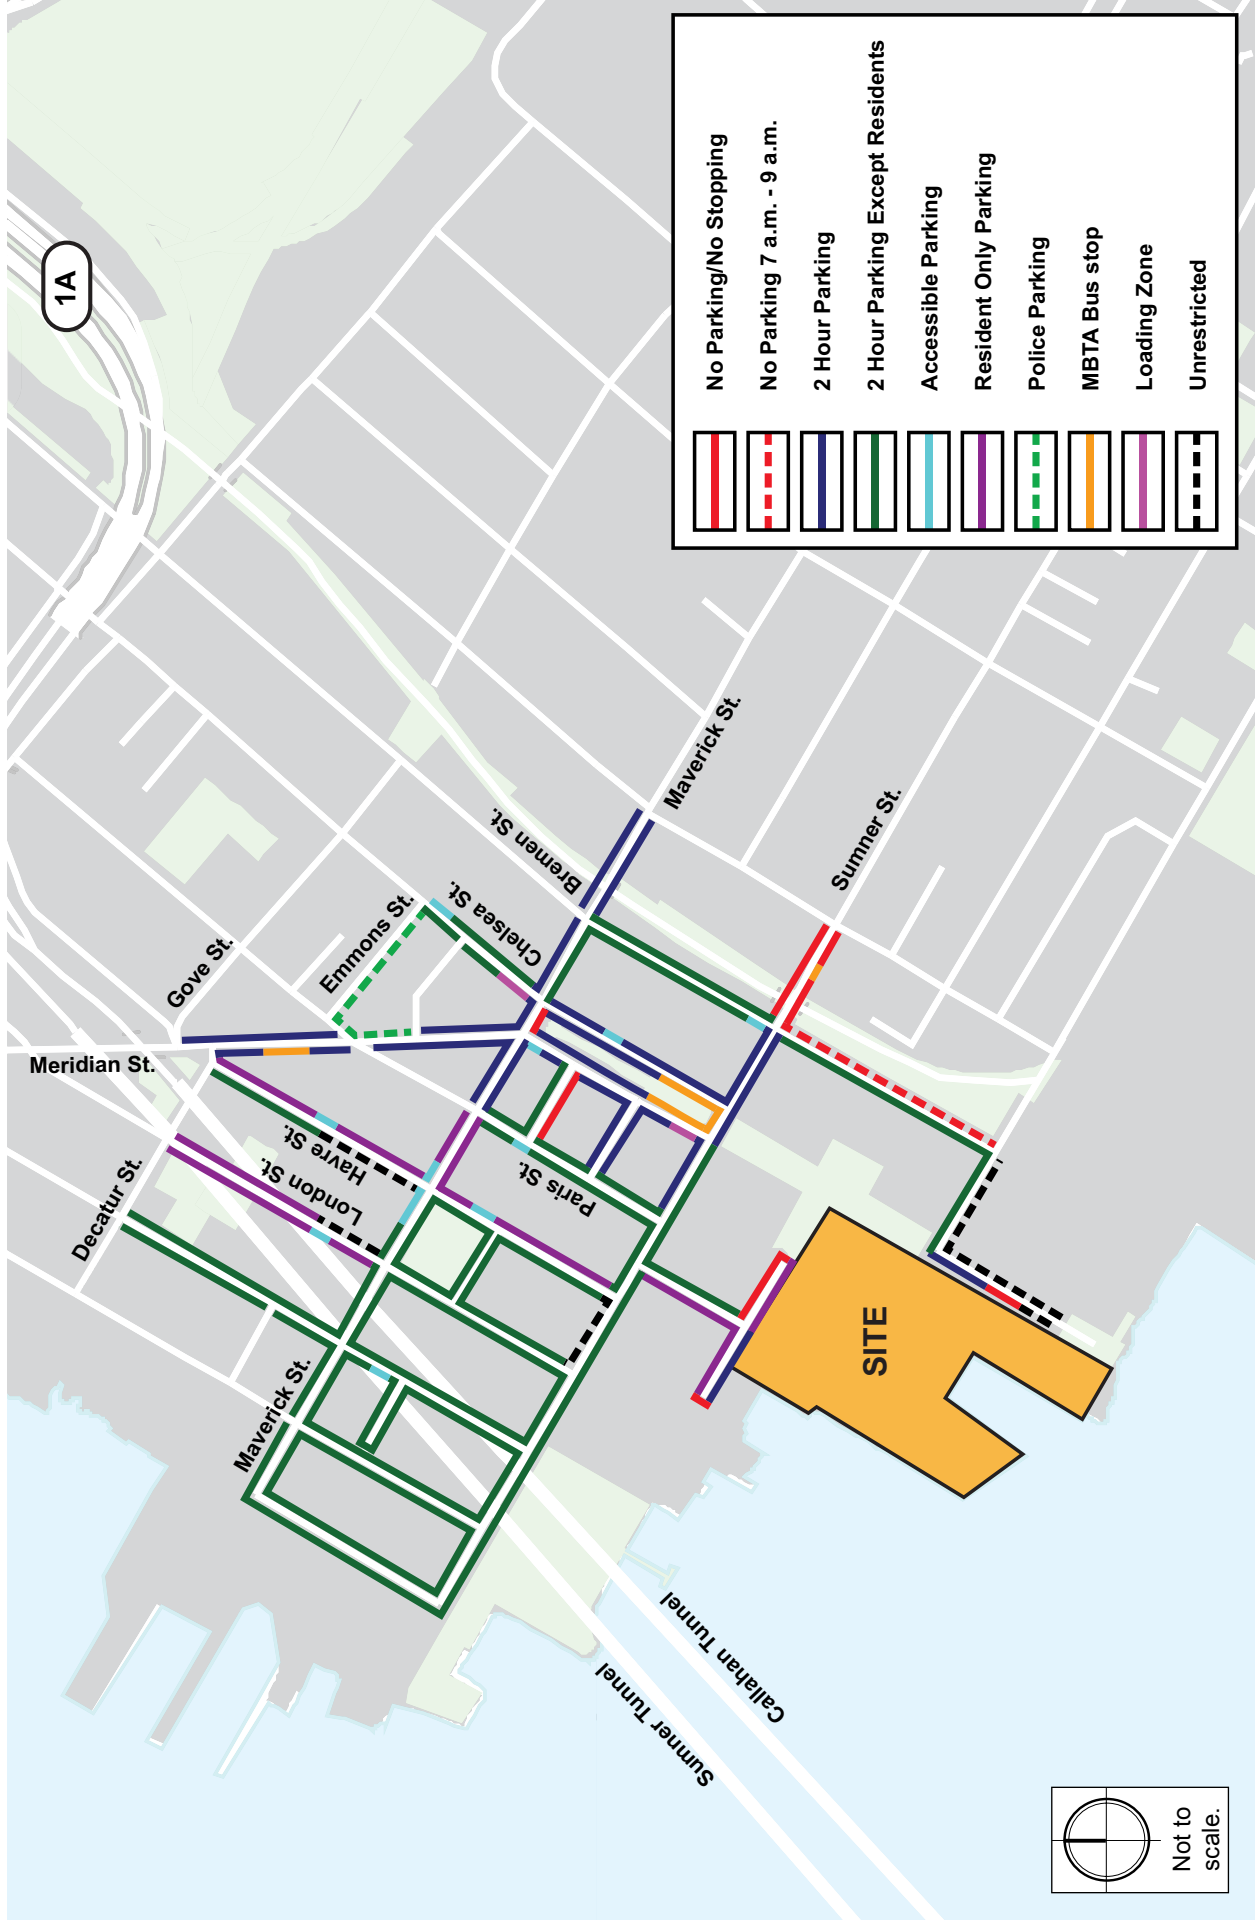 1A
No Parking/No Stopping
No Parking 7 a.m. - 9 a.m.
2 Hour Parking
2 Hour Parking Except Residents
Accessible Parking
Resident Only Parking
Police Parking
MBTA Bus stop
Loading Zone
Unrestricted
Meridian St.
Gove St.
Emmons St.
Chelsea St.
Bremen St.
Maverick St.
Sumner St.
Decatur St.
Havre St.
London St.
Paris St.
Maverick St.
SITE
Sumner Tunnel
Callahan Tunnel
Not to
scale.